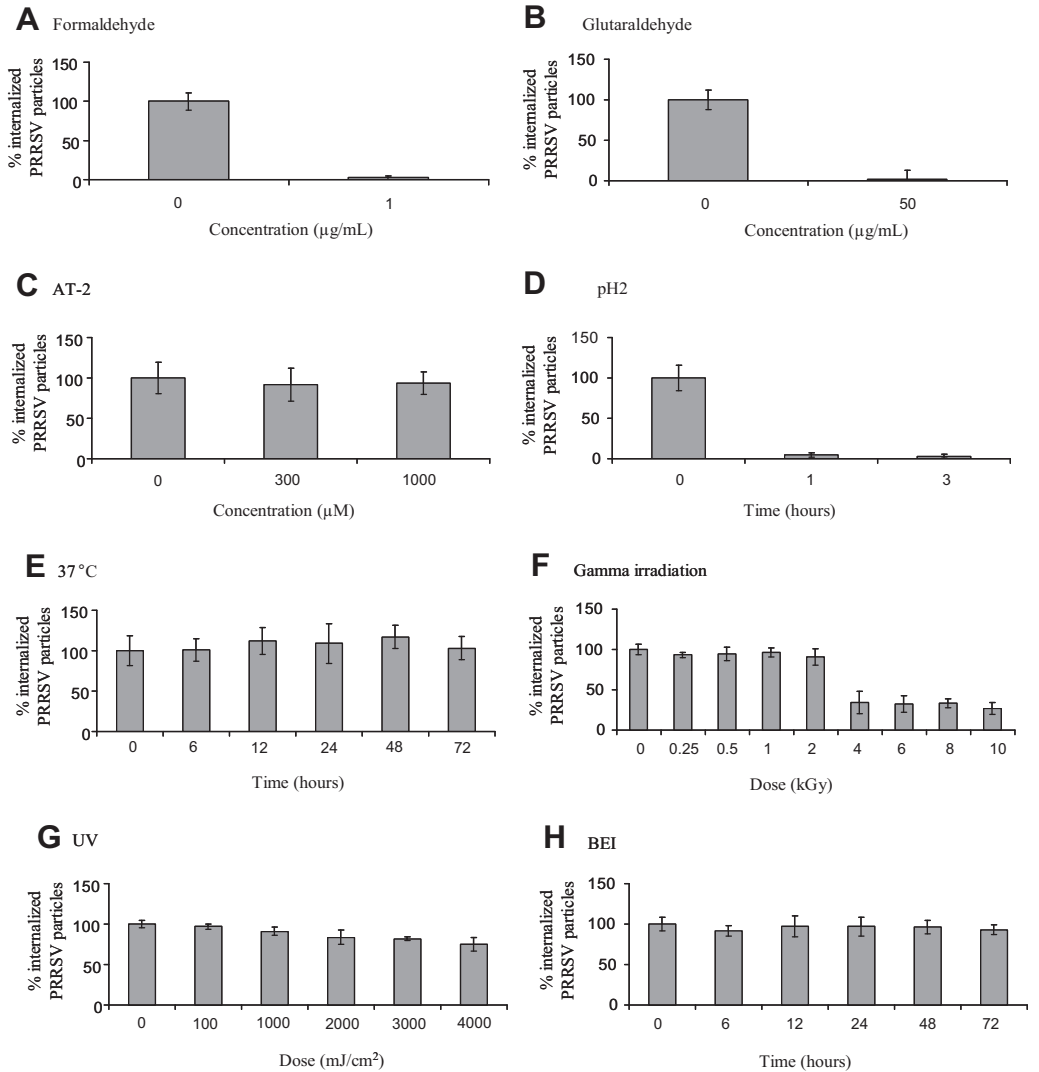 A Formaldehyde
% internalized
PRRSV particles
150
100
50
0
0 1
Concentration (µg/mL)
B Glutaraldehyde
% internalized
PRRSV particles
150
100
50
0
0 50
Concentration (µg/mL)
C AT-2
% internalized
PRRSV particles
150
100
50
0
0 300 1000
Concentration (µM)
D pH2
% internalized
PRRSV particles
150
100
50
0
0 1 3
Time (hours)
E 37 °C
% internalized
PRRSV particles
150
100
50
0
0 6 12 24 48 72
Time (hours)
F Gamma irradiation
% internalized
PRRSV particles
150
100
50
0
0 0.25 0.5 1 2 4 6 8 10
Dose (kGy)
G UV
% internalized
PRRSV particles
150
100
50
0
0 100 1000 2000 3000 4000
Dose (mJ/cm²)
H BEI
% internalized
PRRSV particles
150
100
50
0
0 6 12 24 48 72
Time (hours)